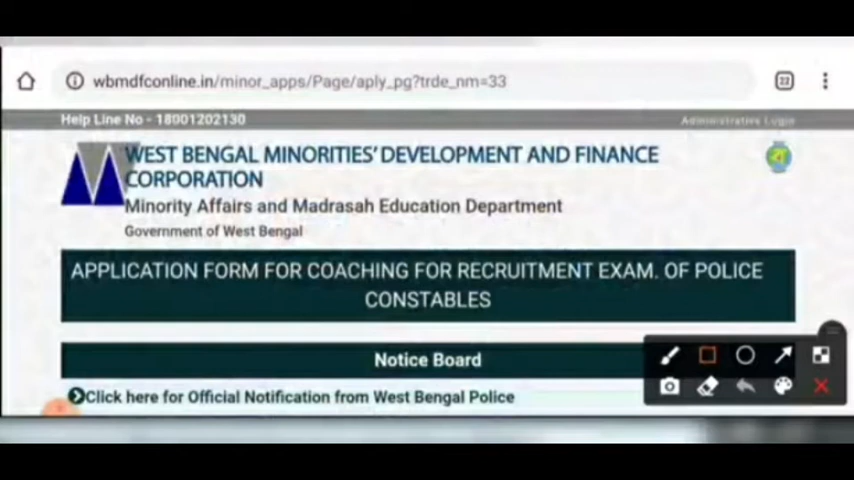 wbmdfconline.in/minor_apps/Page/aply_pg?trde_nm=33
22
Help Line No - 18001202130
Administrative Login
WEST BENGAL MINORITIES' DEVELOPMENT AND FINANCE
CORPORATION
Minority Affairs and Madrasah Education Department
Government of West Bengal
APPLICATION FORM FOR COACHING FOR RECRUITMENT EXAM. OF POLICE
CONSTABLES
Notice Board
Click here for Official Notification from West Bengal Police